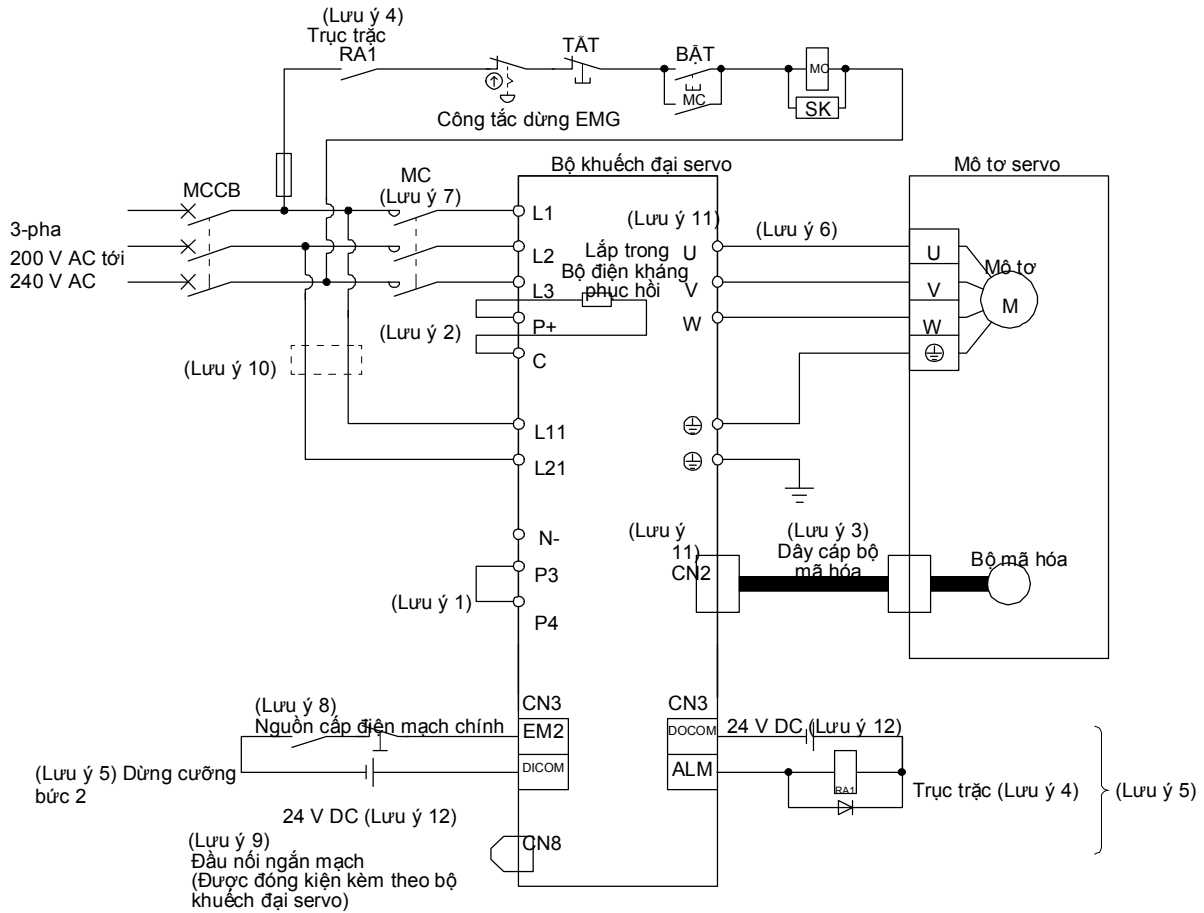 (Lưu ý 4)
Trục trặc
RA1
TẮT
BẬT
MC
MC
SK
Công tắc dừng EMG
Bộ khuếch đại servo
Mô tơ servo
MCCB
MC
(Lưu ý 7)
3-pha
200 V AC tới
240 V AC
L1
L2
L3
P+
C
(Lưu ý 2)
(Lưu ý 10)
(Lưu ý 11)
Lắp trong
Bộ điện kháng
phục hồi
U
V
W
(Lưu ý 6)
U
V
W
Mô tơ
M
L11
L21
N-
P3
P4
(Lưu ý 1)
(Lưu ý
11)
CN2
(Lưu ý 3)
Dây cáp bộ
mã hóa
Bộ mã hóa
CN3
EM2
DICOM
(Lưu ý 8)
Nguồn cấp điện mạch chính
(Lưu ý 5) Dừng cưỡng
bức 2
24 V DC (Lưu ý 12)
CN3
DOCOM
ALM
24 V DC (Lưu ý 12)
RA1
Trục trặc (Lưu ý 4)
(Lưu ý 5)
(Lưu ý 9)
CN8
Đầu nối ngắn mạch
(Được đóng kiện kèm theo bộ
khuếch đại servo)